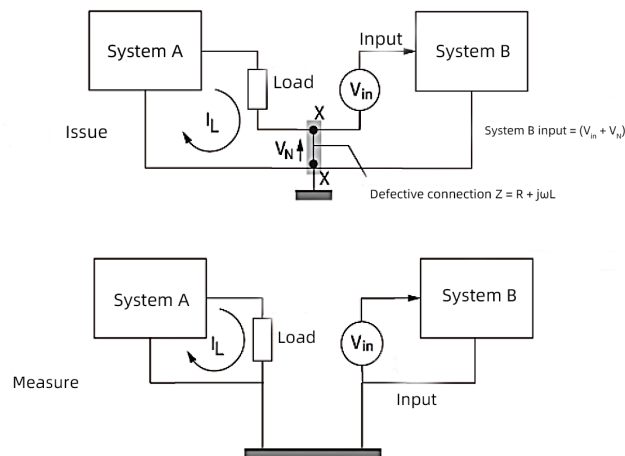 System A
Input
System B
Load
V_in
X
I_L
Issue
V_N
System B input = (V_in + V_N)
X
Defective connection Z = R + jωL
System A
System B
I_L
Load
V_in
Measure
Input